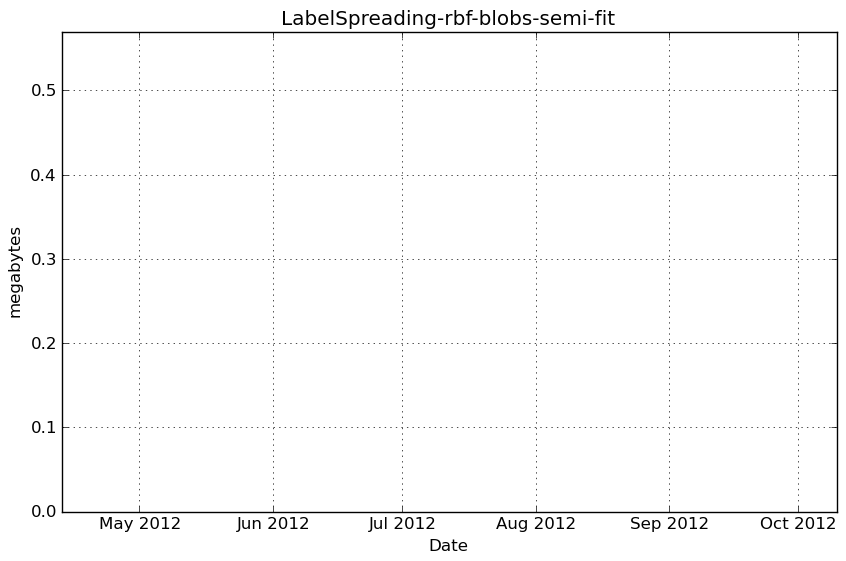 LabelSpreading-rbf-blobs-semi-fit
0.5
0.4
0.3
0.2
0.1
0.0
megabytes
May 2012 Jun 2012 Jul 2012 Aug 2012 Sep 2012 Oct 2012
Date